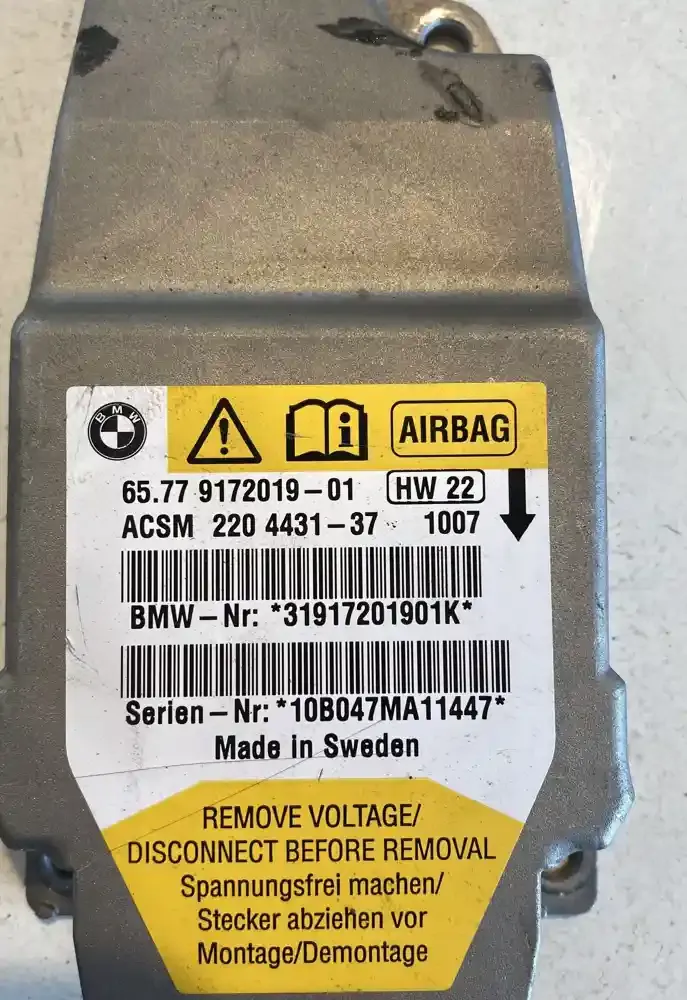 BMW
AIRBAG
65.77 9172019-01 HW 22
ACSM 220 4431-37 1007
BMW-Nr: *31917201901K*
Serien-Nr: *10B047MA11447*
Made in Sweden
REMOVE VOLTAGE/
DISCONNECT BEFORE REMOVAL
Spannungsfrei machen/
Stecker abziehen vor
Montage/Demontage